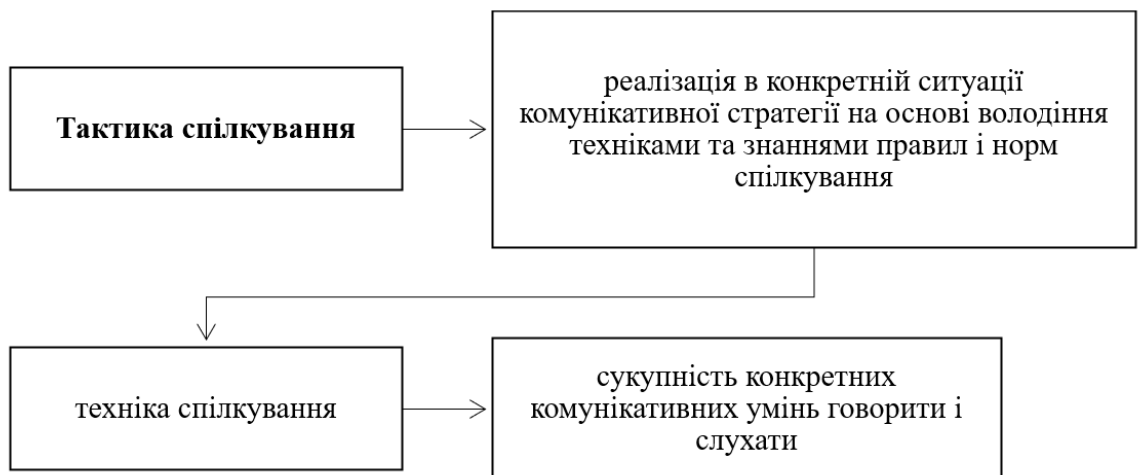 Тактика спілкування
реалізація в конкретній ситуації
комунікативної стратегії на основі володіння
техніками та знаннями правил і норм
спілкування
техніка спілкування
сукупність конкретних
комунікативних умінь говорити і
слухати